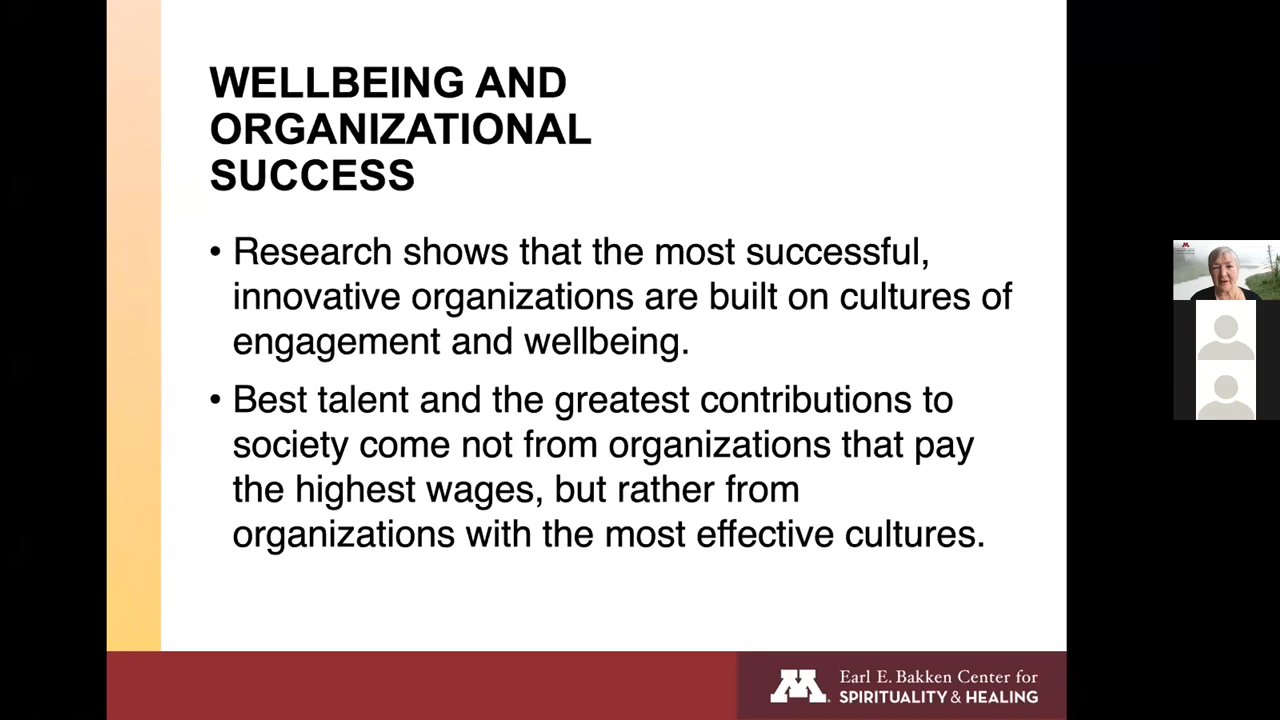 WELLBEING AND
ORGANIZATIONAL
SUCCESS
• Research shows that the most successful,
innovative organizations are built on cultures of
engagement and wellbeing.
• Best talent and the greatest contributions to
society come not from organizations that pay
the highest wages, but rather from
organizations with the most effective cultures.
M
Earl E. Bakken Center for
SPIRITUALITY & HEALING